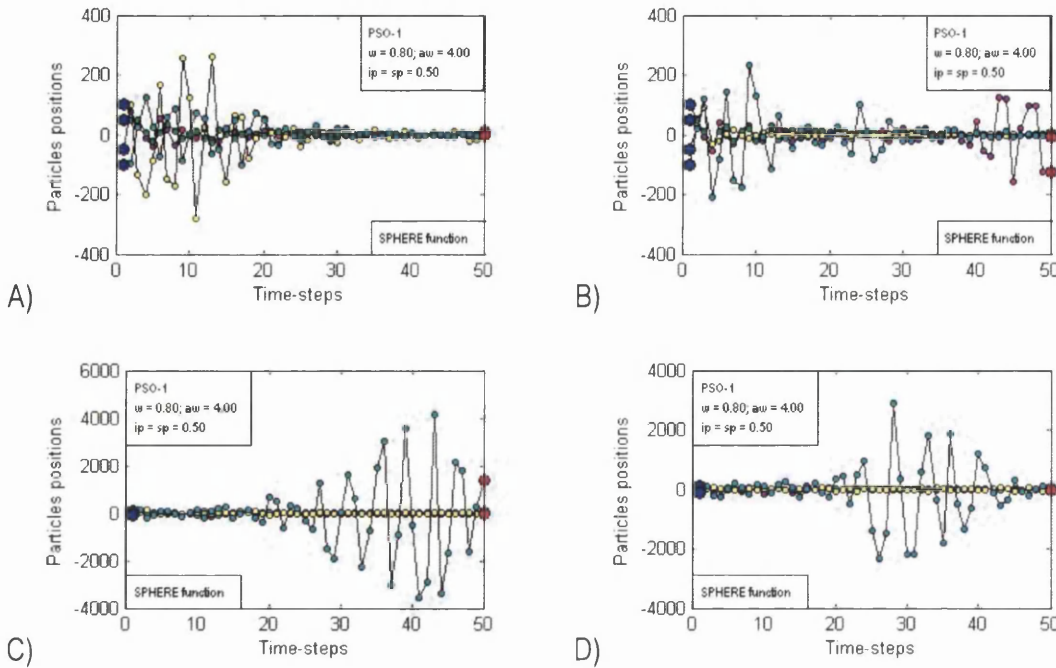 400
200
0
-200
-400
Particles positions
PSO-1
w = 0.80; aw = 4.00
ip = sp = 0.50
SPHERE function
0 10 20 30 40 50
Time-steps
A)
400
200
0
-200
-400
Particles positions
PSO-1
w = 0.80; aw = 4.00
ip = sp = 0.50
SPHERE function
0 10 20 30 40 50
Time-steps
B)
6000
4000
2000
0
-2000
-4000
Particles positions
PSO-1
w = 0.80; aw = 4.00
ip = sp = 0.50
SPHERE function
0 10 20 30 40 50
Time-steps
C)
4000
2000
0
-2000
-4000
Particles positions
PSO-1
w = 0.80; aw = 4.00
ip = sp = 0.50
SPHERE function
0 10 20 30 40 50
Time-steps
D)